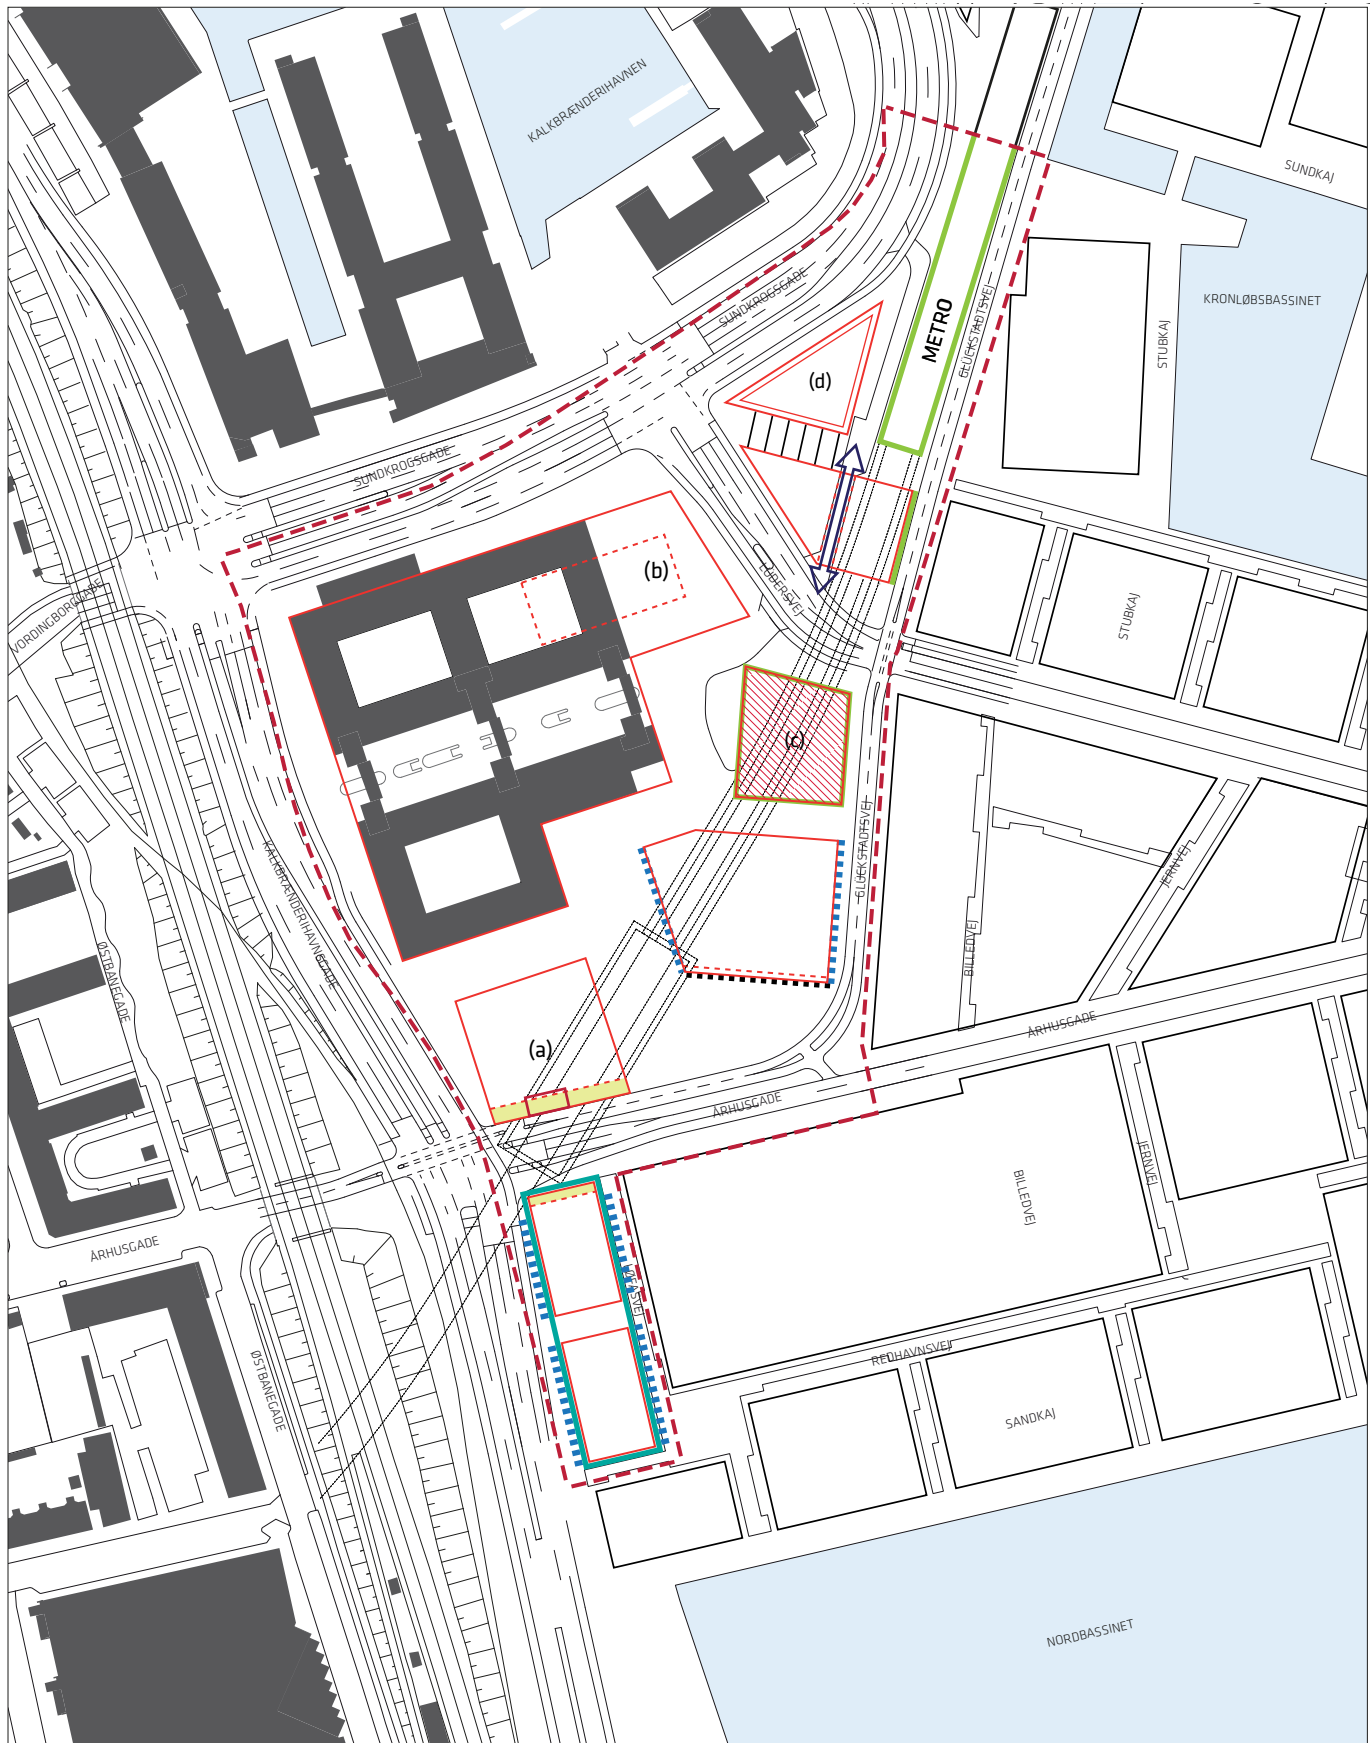 KALKBRÆNDERIHAVNEN
SUNDKAJ
SUNDKROGSGADE
KRONLØBSBASSINET
METRO
GLÜCKSTADTSVEJ
STUBKAJ
(d)
SUNDKROGSGADE
(b)
LÜDERSVEJ
VORDINGBORGGADE
STUBKAJ
(c)
GLÜCKSTADTSVEJ
JERNVEJ
KALKBRÆNDERIHAVNSGADE
BILLEDVEJ
ØSTBANEGADE
ÅRHUSGADE
(a)
ÅRHUSGADE
JERNVEJ
BILLEDVEJ
ÅRHUSGADE
REDHAVNSVEJ
ØSTBANEGADE
SANDKAJ
NORDBASSINET